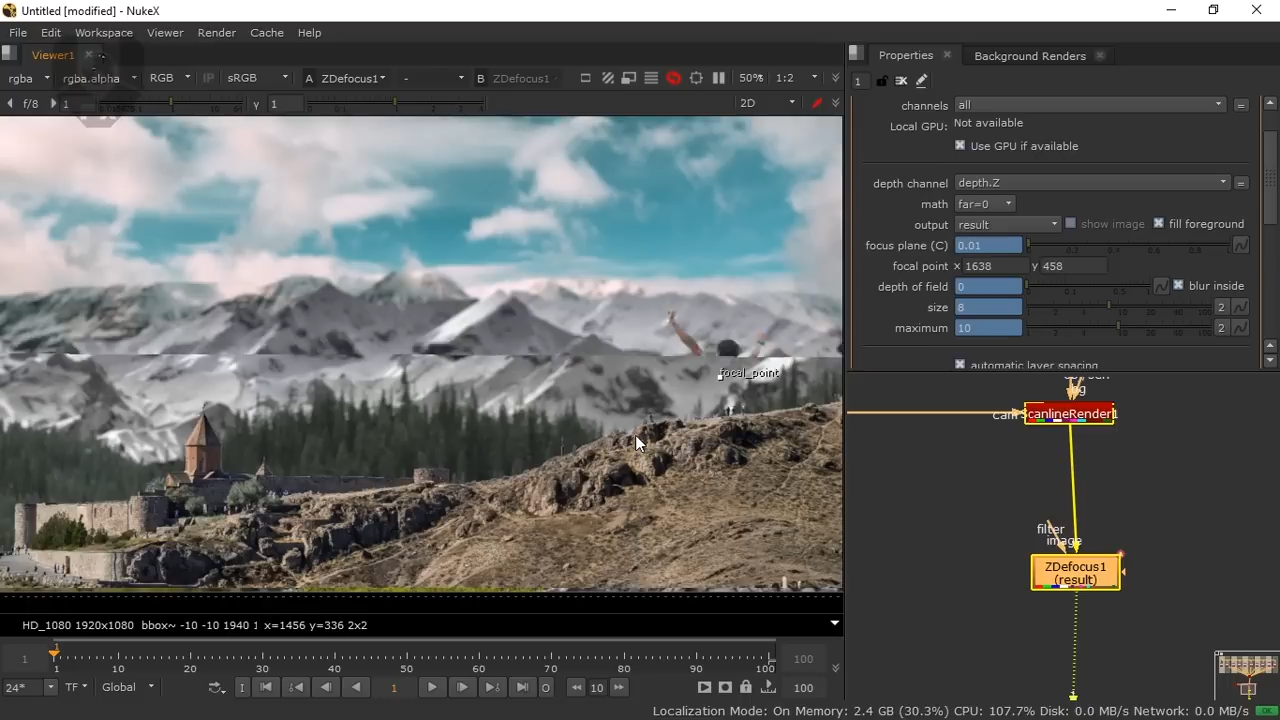 Untitled [modified] - NukeX
File Edit Workspace Viewer Render Cache Help
Viewer1
Properties Background Renders
rgba rgba.alpha RGB IP sRGB A ZDefocus1 - B ZDefocus1 50% 1:2
1
f/8 1 γ 1 2D
channels all
Local GPU: Not available
Use GPU if available
depth channel depth.Z
math far=0
output result show image fill foreground
focus plane (C) 0.01
focal point x 1638 y 458
depth of field 0 blur inside
size 8 2
maximum 10 2
automatic layer spacing
focal_point
cam ScanlineRender1
filter
image
ZDefocus1
(result)
HD_1080 1920x1080 bbox~ -10 -10 1940 1 x=1456 y=336 2x2
1 1 1 10 20 30 40 50 60 70 80 90 100 100
24* TF Global I 1 O 10 100
Localization Mode: On Memory: 2.4 GB (30.3%) CPU: 107.7% Disk: 0.0 MB/s Network: 0.0 MB/s OK